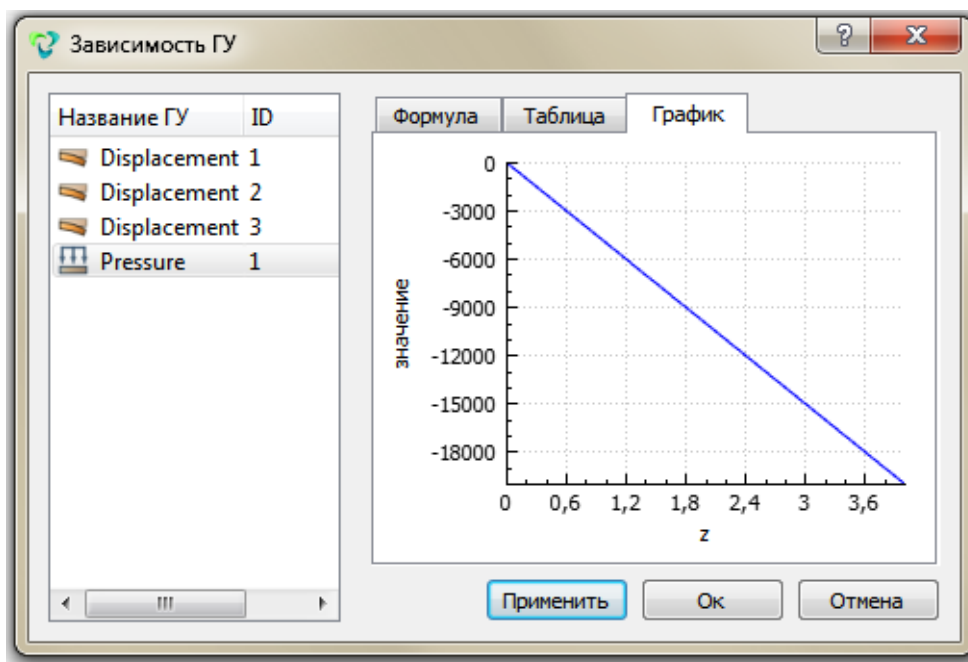 Зависимость ГУ
Название ГУ ID
Displacement 1
Displacement 2
Displacement 3
Pressure 1
Формула Таблица График
0
-3000
-6000
-9000
-12000
-15000
-18000
значение
0 0,6 1,2 1,8 2,4 3 3,6
z
Применить Ок Отмена